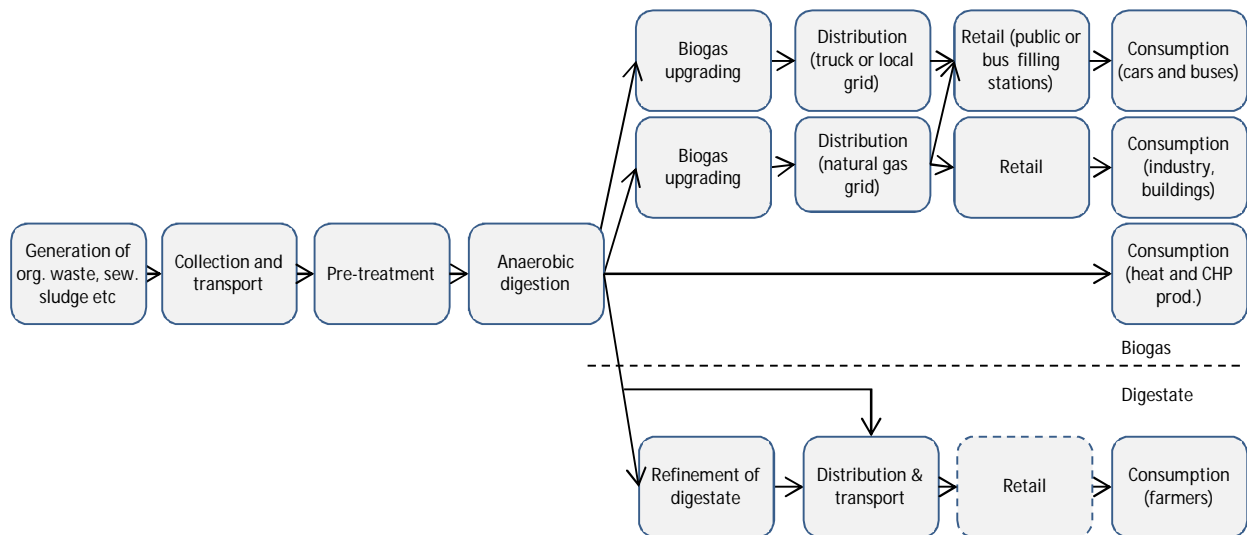 Biogas
upgrading
Distribution
(truck or local
grid)
Retail (public or
bus filling
stations)
Consumption
(cars and buses)
Biogas
upgrading
Distribution
(natural gas
grid)
Retail
Consumption
(industry,
buildings)
Generation of
org. waste, sew.
sludge etc
Collection and
transport
Pre-treatment
Anaerobic
digestion
Consumption
(heat and CHP
prod.)
Biogas
Digestate
Refinement of
digestate
Distribution &
transport
Retail
Consumption
(farmers)